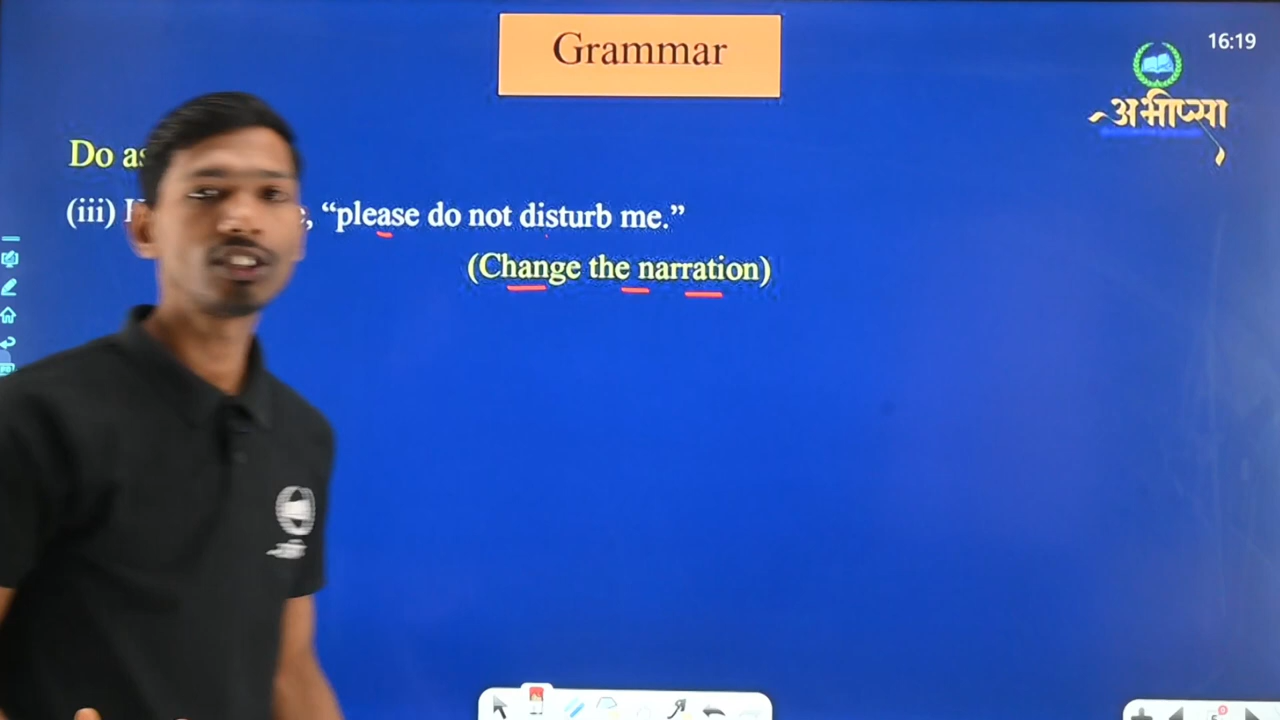 Grammar
16:19
अभीप्सा
Do as
(iii) "please do not disturb me."
(Change the narration)